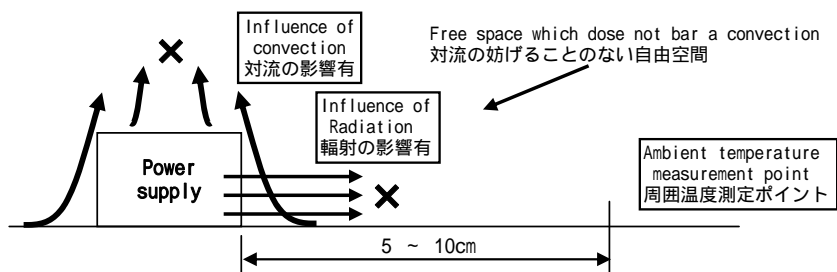 Influence of
convection
対流の影響有
Free space which dose not bar a convection
対流の妨げることのない自由空間
Influence of
Radiation
輻射の影響有
Power
supply
Ambient temperature
measurement point
周囲温度測定ポイント
5 ~ 10cm